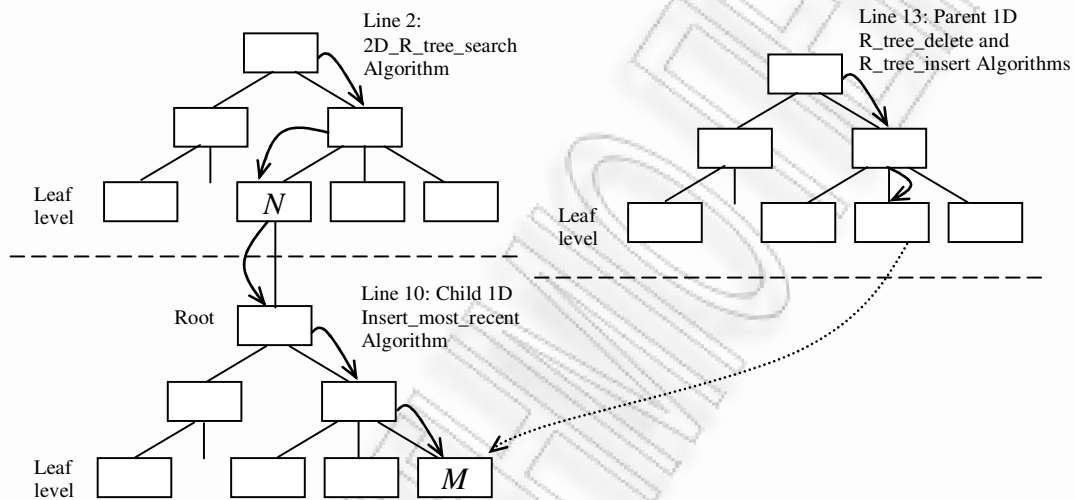 Line 2:
2D_R_tree_search
Algorithm
Leaf
level
N
Line 13: Parent 1D
R_tree_delete and
R_tree_insert Algorithms
Leaf
level
Root
Line 10: Child 1D
Insert_most_recent
Algorithm
Leaf
level
M